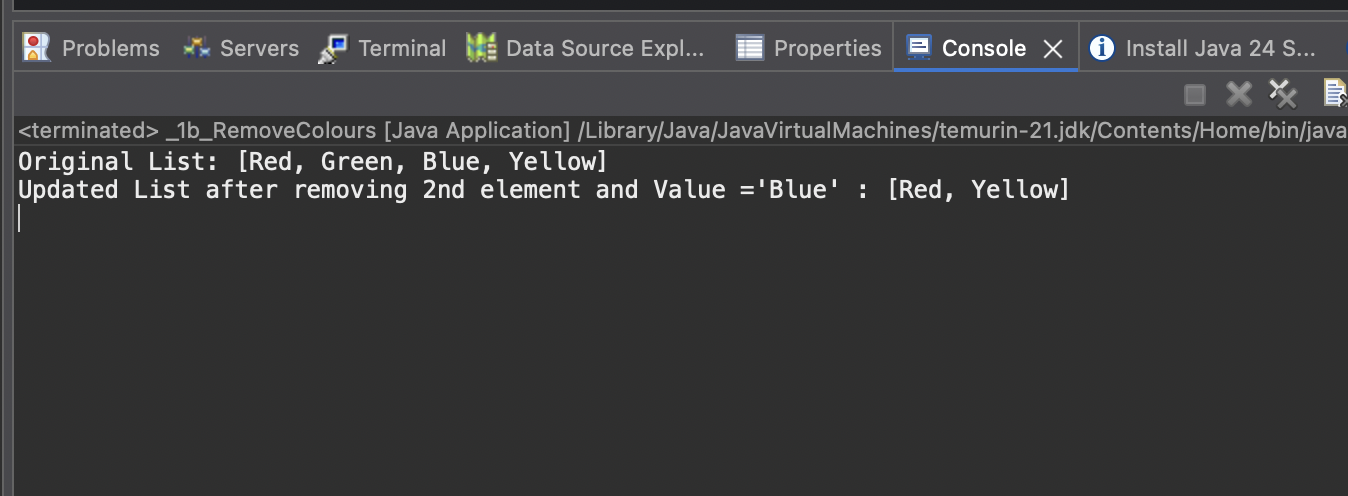 Problems Servers Terminal Data Source Expl... Properties Console Install Java 24 S...
<terminated> _1b_RemoveColours [Java Application] /Library/Java/JavaVirtualMachines/temurin-21.jdk/Contents/Home/bin/java
Original List: [Red, Green, Blue, Yellow]
Updated List after removing 2nd element and Value ='Blue' : [Red, Yellow]